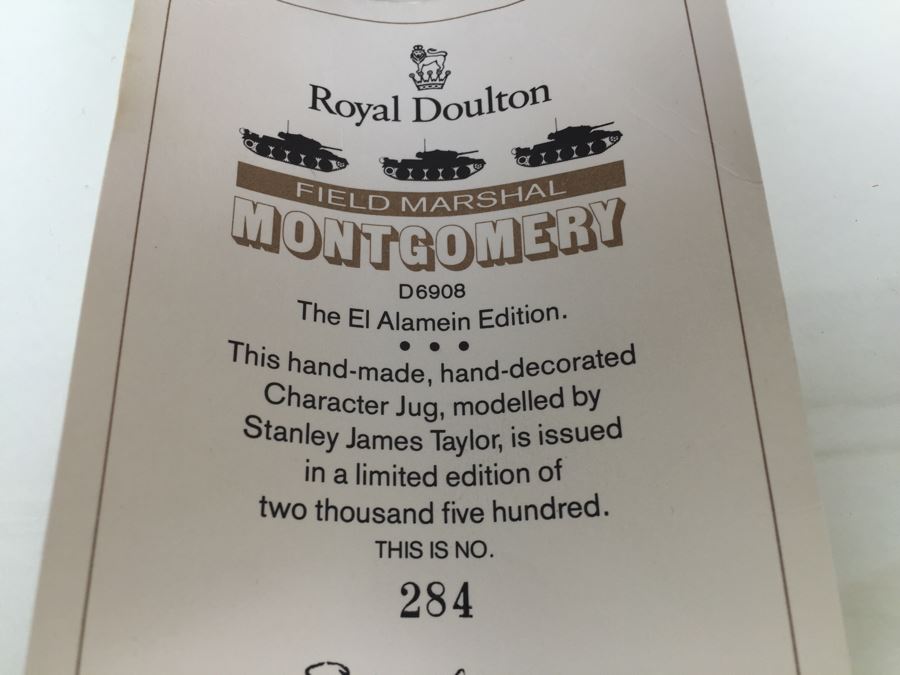 Royal Doulton
FIELD MARSHAL
MONTGOMERY
D6908
The El Alamein Edition.
• • •
This hand-made, hand-decorated
Character Jug, modelled by
Stanley James Taylor, is issued
in a limited edition of
two thousand five hundred.
THIS IS NO.
284